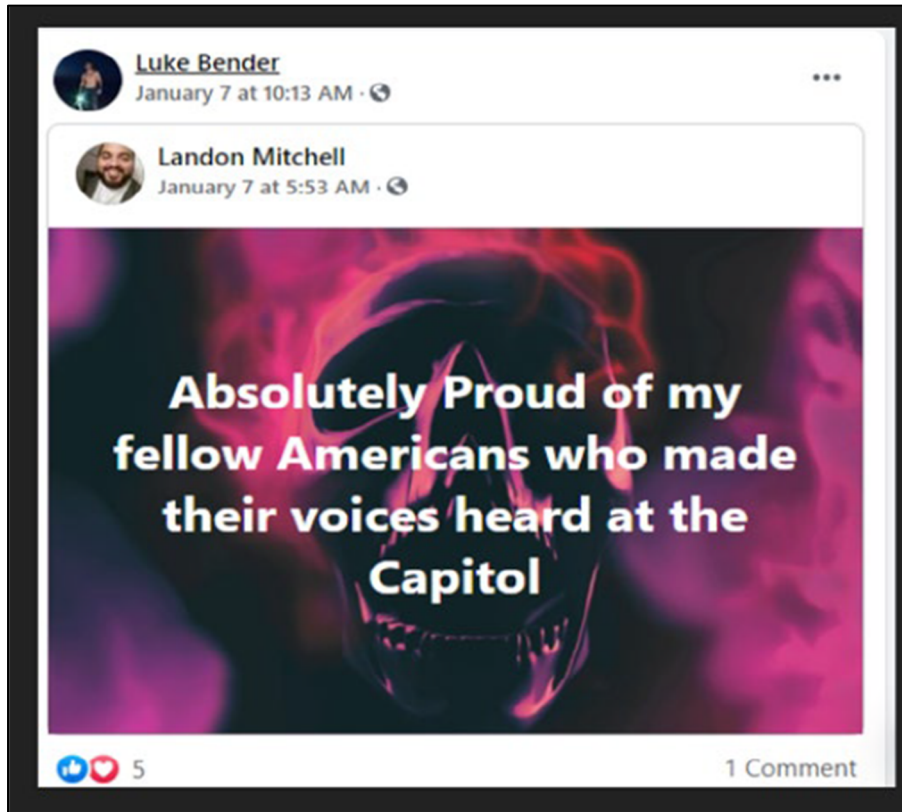 Luke Bender
January 7 at 10:13 AM ·
Landon Mitchell
January 7 at 5:53 AM ·
Absolutely Proud of my
fellow Americans who made
their voices heard at the
Capitol
5
1 Comment